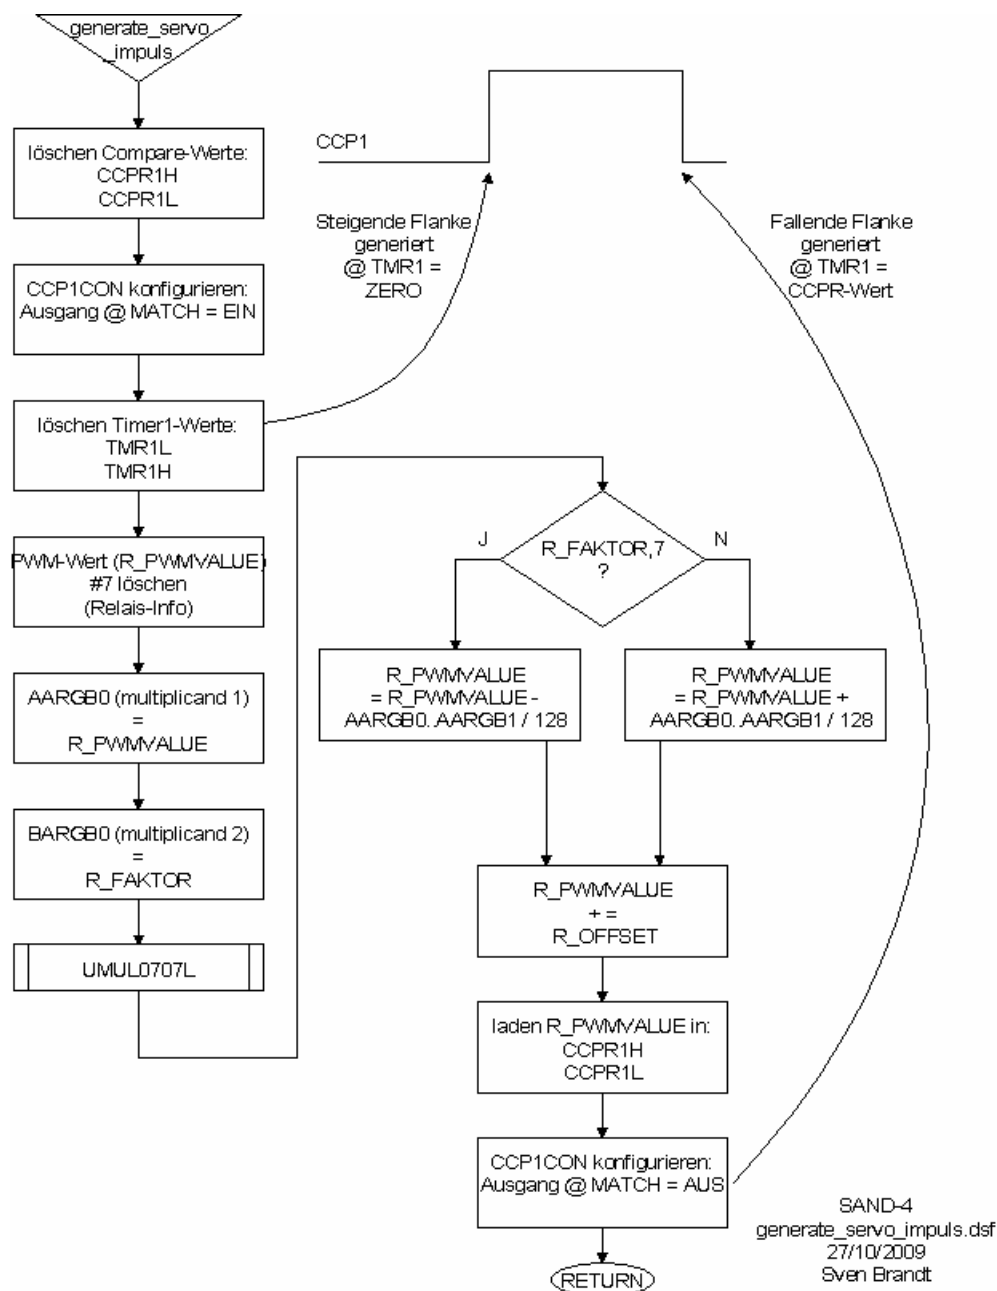 generate_servo
_impuls
löschen Compare-Werte:
CCPR1H
CCPR1L
CCP1CON konfigurieren:
Ausgang @ MATCH = EIN
löschen Timer1-Werte:
TMR1L
TMR1H
PWM-Wert (R_PWMVALUE)
#7 löschen
(Relais-Info)
AARGB0 (multiplicand 1)
=
R_PWMVALUE
BARGB0 (multiplicand 2)
=
R_FAKTOR
UMUL0707L
CCP1
Steigende Flanke
generiert
@ TMR1 =
ZERO
Fallende Flanke
generiert
@ TMR1 =
CCPR-Wert
J
R_FAKTOR,7
?
N
R_PWMVALUE
= R_PWMVALUE -
AARGB0..AARGB1 / 128
R_PWMVALUE
= R_PWMVALUE +
AARGB0..AARGB1 / 128
R_PWMVALUE
+ =
R_OFFSET
laden R_PWMVALUE in:
CCPR1H
CCPR1L
CCP1CON konfigurieren:
Ausgang @ MATCH = AUS
RETURN
SAND-4
generate_servo_impuls.dsf
27/10/2009
Sven Brandt